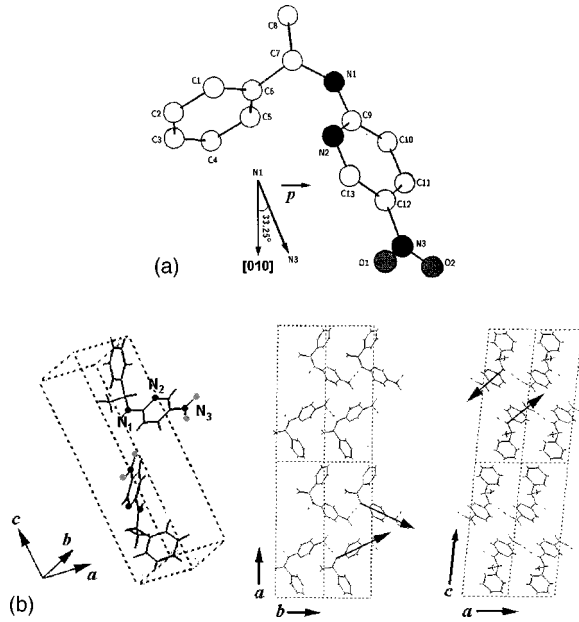 C8
C7
N1
C1
C6
C2
C5
C9
C3
C4
N2
C10
N1
p
C13
C11
C12
33.25°
N3
[010]
N3
O1
O2
(a)
N2
N1
N3
c
b
a
a
b
c
a
(b)